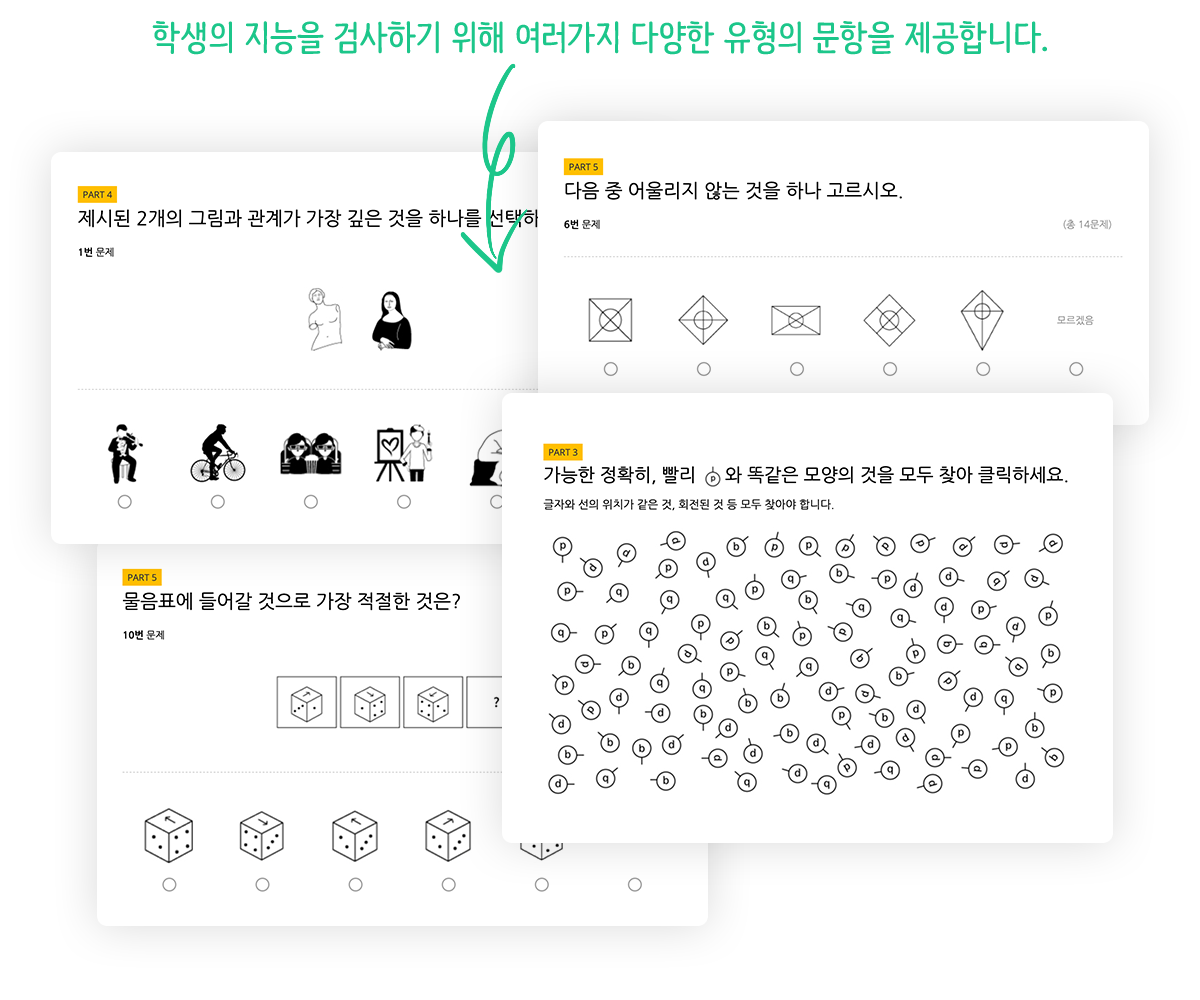 학생의 지능을 검사하기 위해 여러가지 다양한 유형의 문항을 제공합니다.
PART 4
제시된 2개의 그림과 관계가 가장 깊은 것을 하나를 선택하
1번 문제
PART 5
다음 중 어울리지 않는 것을 하나 고르시오.
6번 문제
(총 14문제)
모르겠음
PART 3
가능한 정확히, 빨리 p 와 똑같은 모양의 것을 모두 찾아 클릭하세요.
글자와 선의 위치가 같은 것, 회전된 것 등 모두 찾아야 합니다.
PART 5
물음표에 들어갈 것으로 가장 적절한 것은?
10번 문제
?